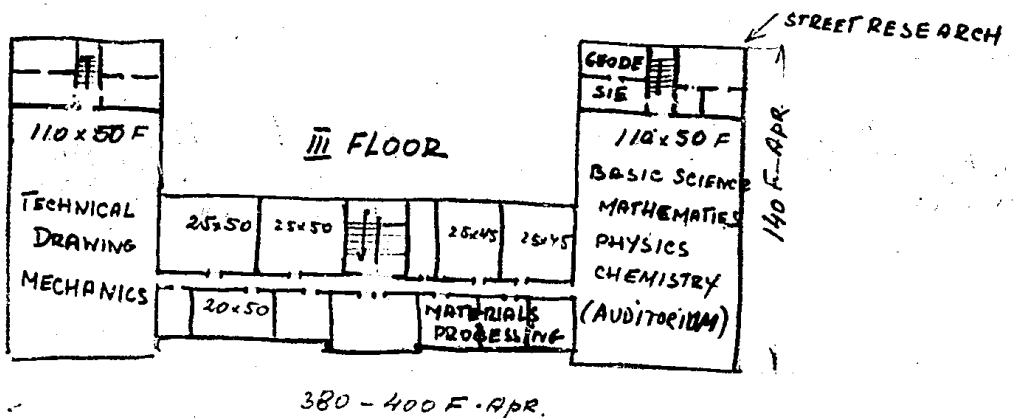 STREET RESEARCH
GEODE
SIE
110 x 50 F
110 x 50 F
140 F-APR.
III FLOOR
BASIC SCIENCE
MATHEMATIES
PHYSICS
CHEMISTRY
(AUDITORIUM)
TECHNICAL
DRAWING
MECHANICS
25x50
25x50
25x45
25x45
20x50
MATERIALS
PROCESSING
380 - 400 F. APR.